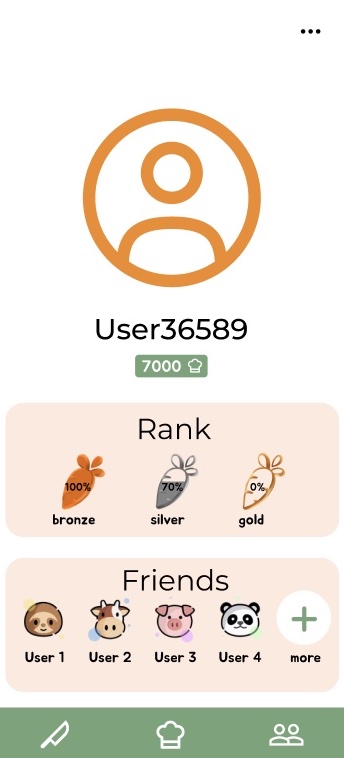 User36589
7000
Rank
100% 70% 0%
bronze silver gold
Friends
User 1 User 2 User 3 User 4 more